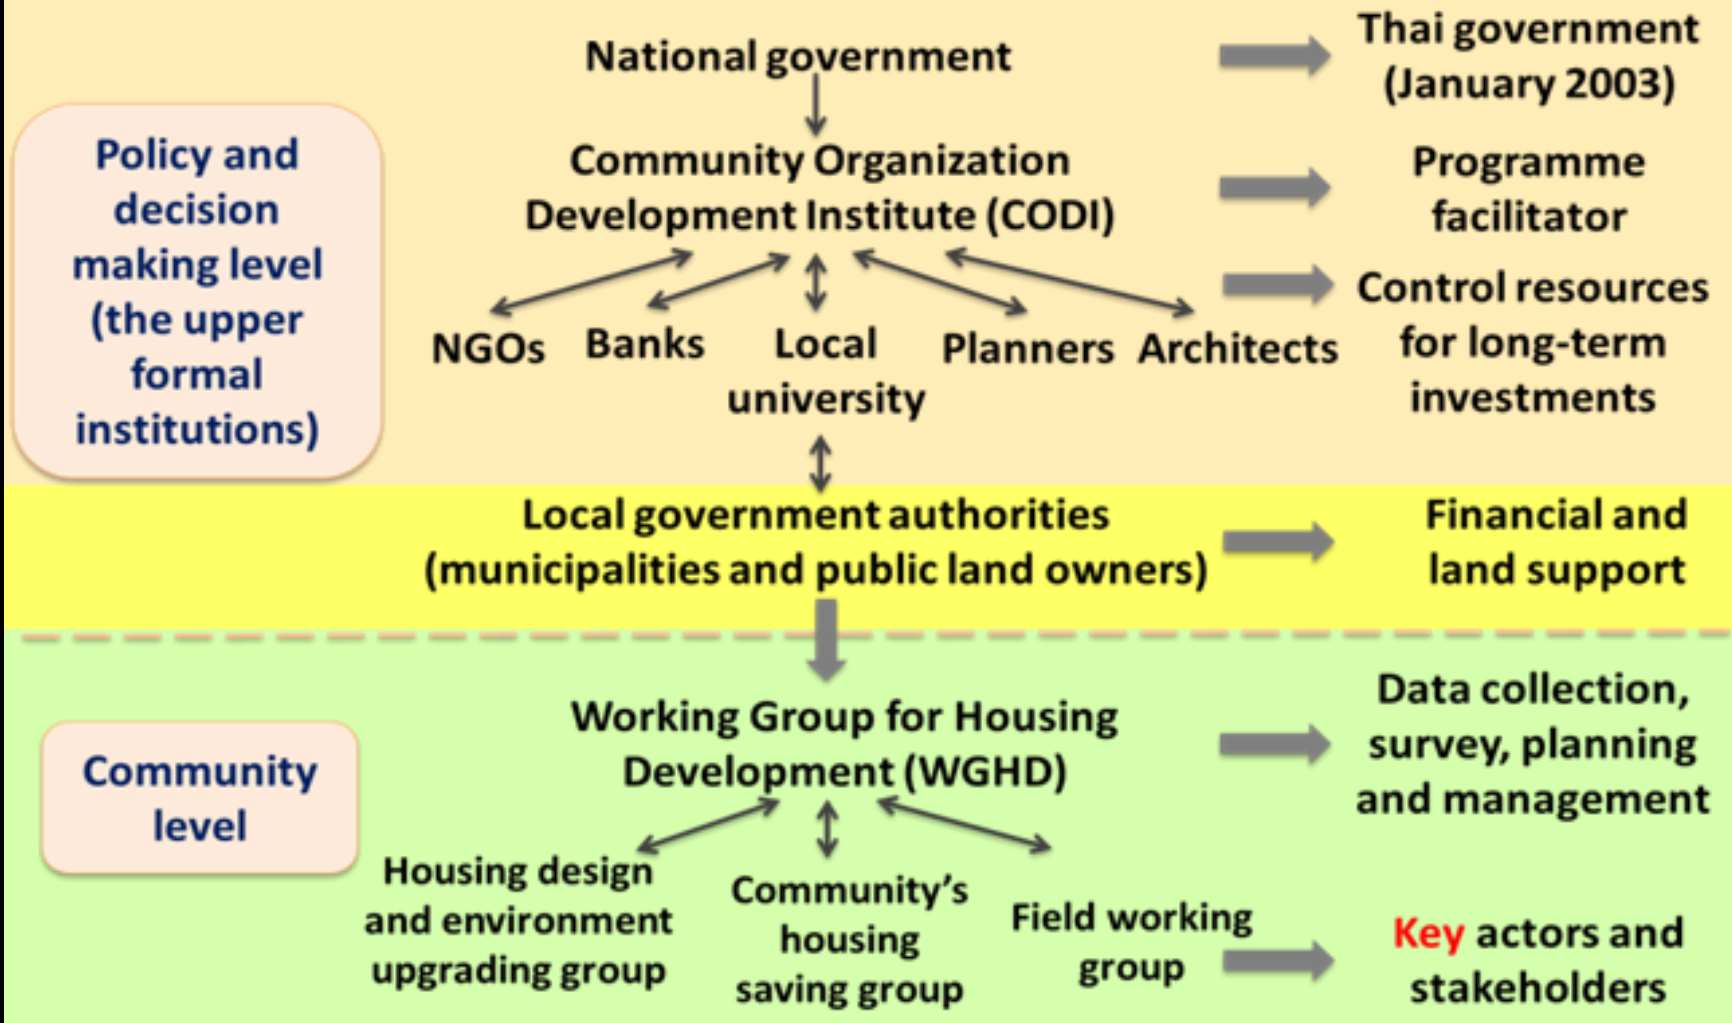 National government
Thai government
(January 2003)
Policy and
decision
making level
(the upper
formal
institutions)
Community Organization
Development Institute (CODI)
Programme
facilitator
NGOs
Banks
Local
university
Planners
Architects
Control resources
for long-term
investments
Local government authorities
(municipalities and public land owners)
Financial and
land support
Community
level
Working Group for Housing
Development (WGHD)
Data collection,
survey, planning
and management
Housing design
and environment
upgrading group
Community’s
housing
saving group
Field working
group
Key actors and
stakeholders